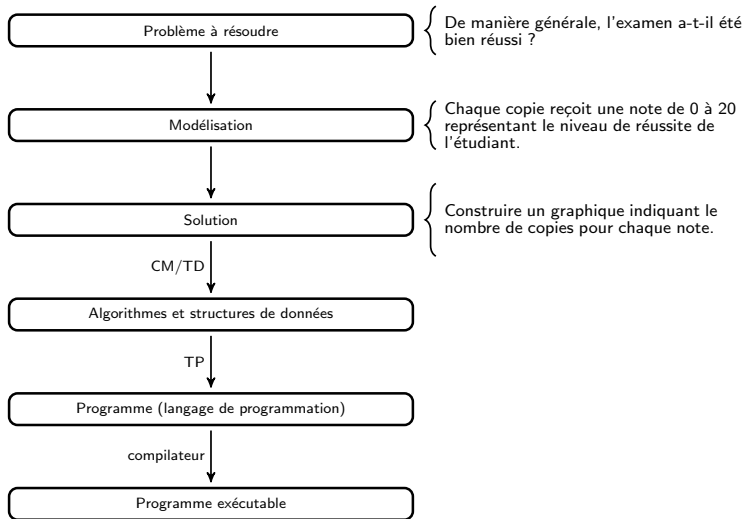 Problème à résoudre
De manière générale, l'examen a-t-il été
bien réussi ?
Modélisation
Chaque copie reçoit une note de 0 à 20
représentant le niveau de réussite de
l'étudiant.
Solution
Construire un graphique indiquant le
nombre de copies pour chaque note.
CM/TD
Algorithmes et structures de données
TP
Programme (langage de programmation)
compilateur
Programme exécutable